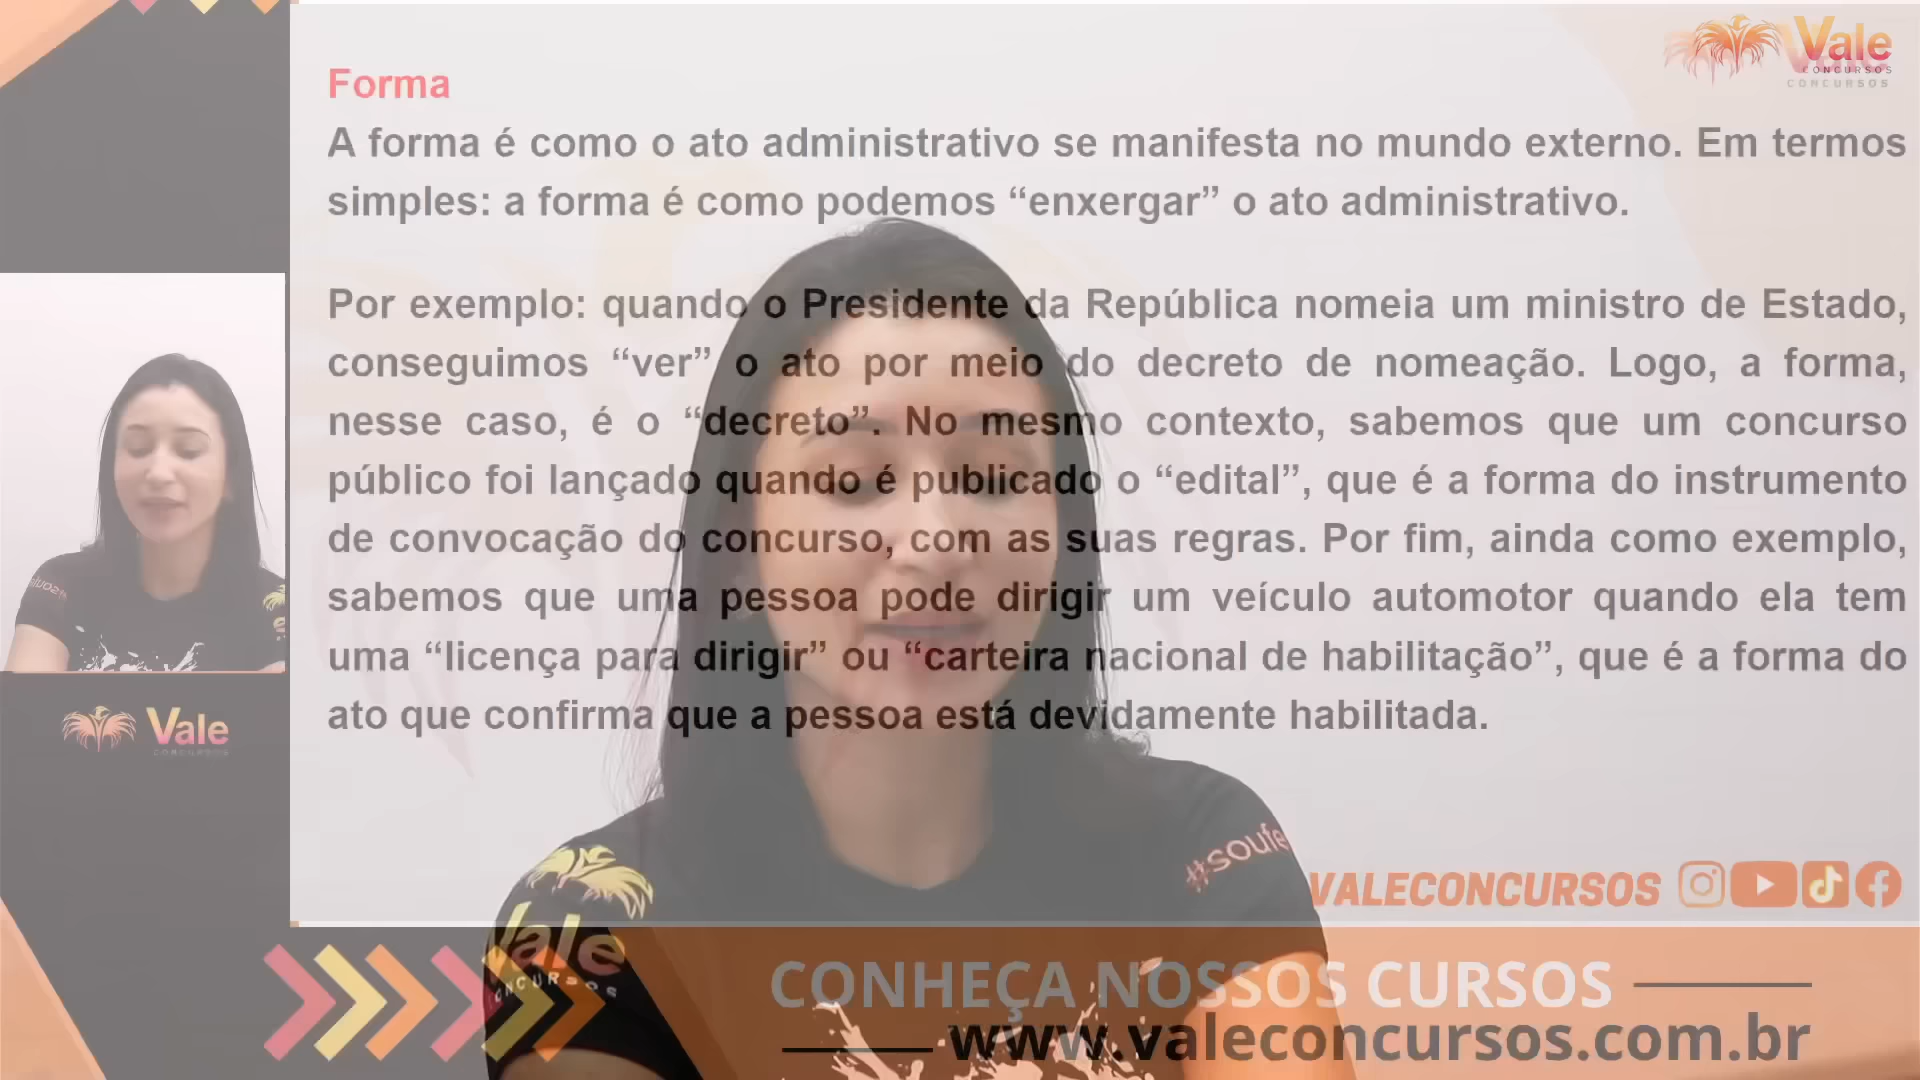 Vale
CONCURSOS
CONCURSOS
Forma
A forma é como o ato administrativo se manifesta no mundo externo. Em termos
simples: a forma é como podemos “enxergar” o ato administrativo.
Por exemplo: quando o Presidente da República nomeia um ministro de Estado,
conseguimos “ver” o ato por meio do decreto de nomeação. Logo, a forma,
nesse caso, é o “decreto”. No mesmo contexto, sabemos que um concurso
público foi lançado quando é publicado o “edital”, que é a forma do instrumento
de convocação do concurso, com as suas regras. Por fim, ainda como exemplo,
sabemos que uma pessoa pode dirigir um veículo automotor quando ela tem
uma “licença para dirigir” ou “carteira nacional de habilitação”, que é a forma do
ato que confirma que a pessoa está devidamente habilitada.
Vale
CONCURSOS
#soufe
VALECONCURSOS
Vale
CONCURSOS
CONHEÇA NOSSOS CURSOS
www.valeconcursos.com.br